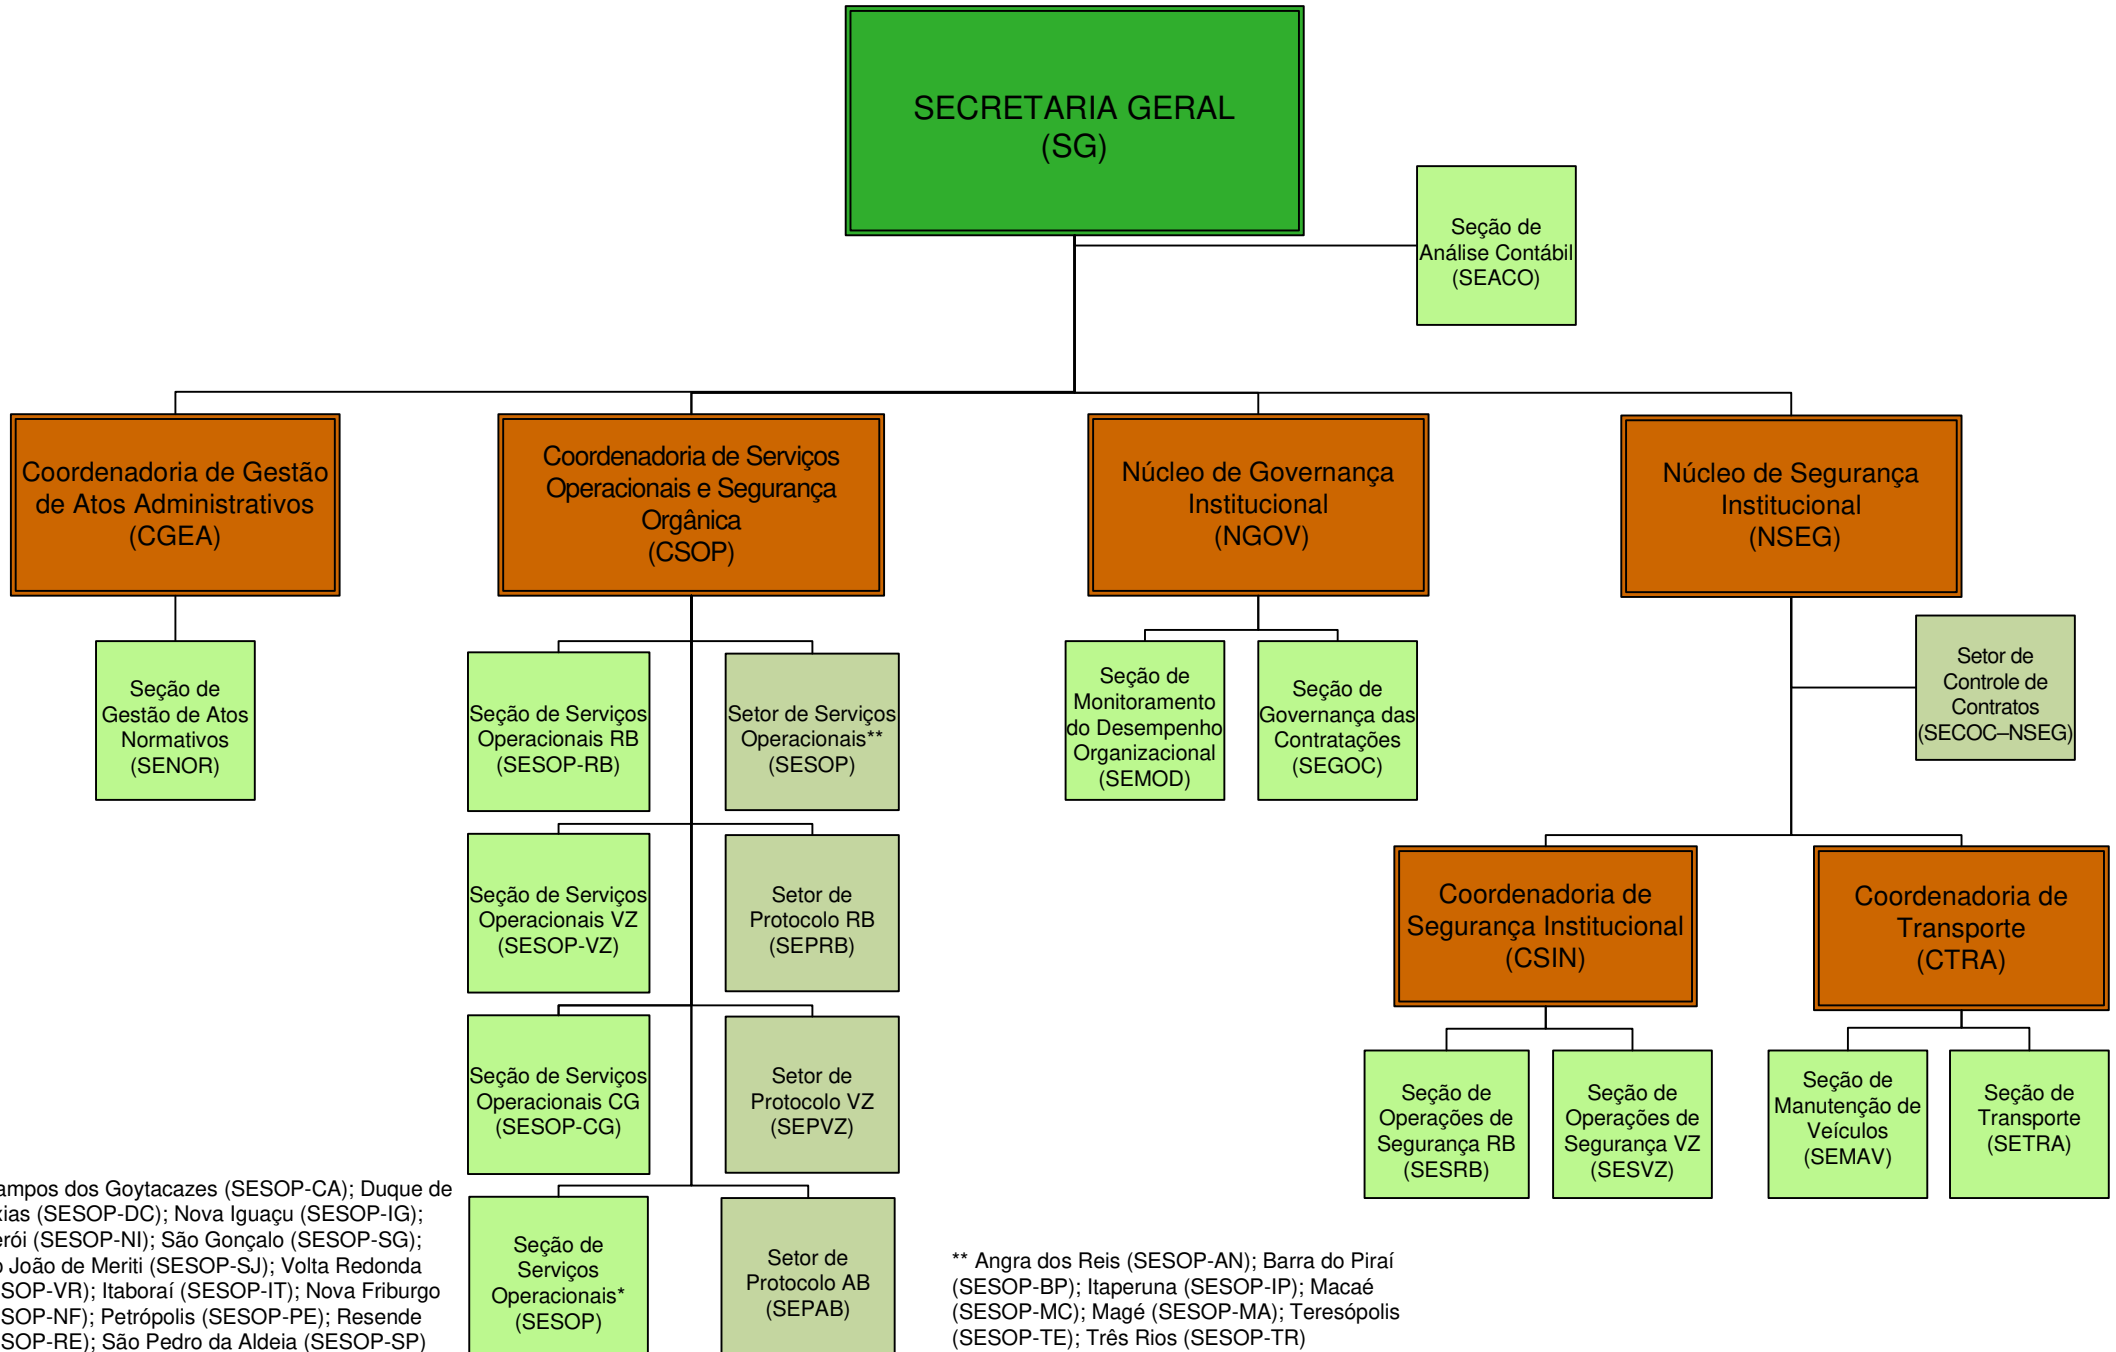 SECRETARIA GERAL
(SG)
Seção de
Análise Contábil
(SEACO)
Coordenadoria de Gestão
de Atos Administrativos
(CGEA)
Coordenadoria de Serviços
Operacionais e Segurança
Orgânica
(CSOP)
Núcleo de Governança
Institucional
(NGOV)
Núcleo de Segurança
Institucional
(NSEG)
Seção de
Gestão de Atos
Normativos
(SENOR)
Seção de Serviços
Operacionais RB
(SESOP-RB)
Setor de Serviços
Operacionais**
(SESOP)
Seção de
Monitoramento
do Desempenho
Organizacional
(SEMOD)
Seção de
Governança das
Contratações
(SEGOC)
Setor de
Controle de
Contratos
(SECOC–NSEG)
Seção de Serviços
Operacionais VZ
(SESOP-VZ)
Setor de
Protocolo RB
(SEPRB)
Coordenadoria de
Segurança Institucional
(CSIN)
Coordenadoria de
Transporte
(CTRA)
Seção de Serviços
Operacionais CG
(SESOP-CG)
Setor de
Protocolo VZ
(SEPVZ)
Seção de
Operações de
Segurança RB
(SESRB)
Seção de
Operações de
Segurança VZ
(SESVZ)
Seção de
Manutenção de
Veículos
(SEMAV)
Seção de
Transporte
(SETRA)
ampos dos Goytacazes (SESOP-CA); Duque de
xias (SESOP-DC); Nova Iguaçu (SESOP-IG);
erói (SESOP-NI); São Gonçalo (SESOP-SG);
o João de Meriti (SESOP-SJ); Volta Redonda
SOP-VR); Itaboraí (SESOP-IT); Nova Friburgo
SOP-NF); Petrópolis (SESOP-PE); Resende
SOP-RE); São Pedro da Aldeia (SESOP-SP)
Seção de
Serviços
Operacionais*
(SESOP)
Setor de
Protocolo AB
(SEPAB)
** Angra dos Reis (SESOP-AN); Barra do Piraí
(SESOP-BP); Itaperuna (SESOP-IP); Macaé
(SESOP-MC); Magé (SESOP-MA); Teresópolis
(SESOP-TE); Três Rios (SESOP-TR)